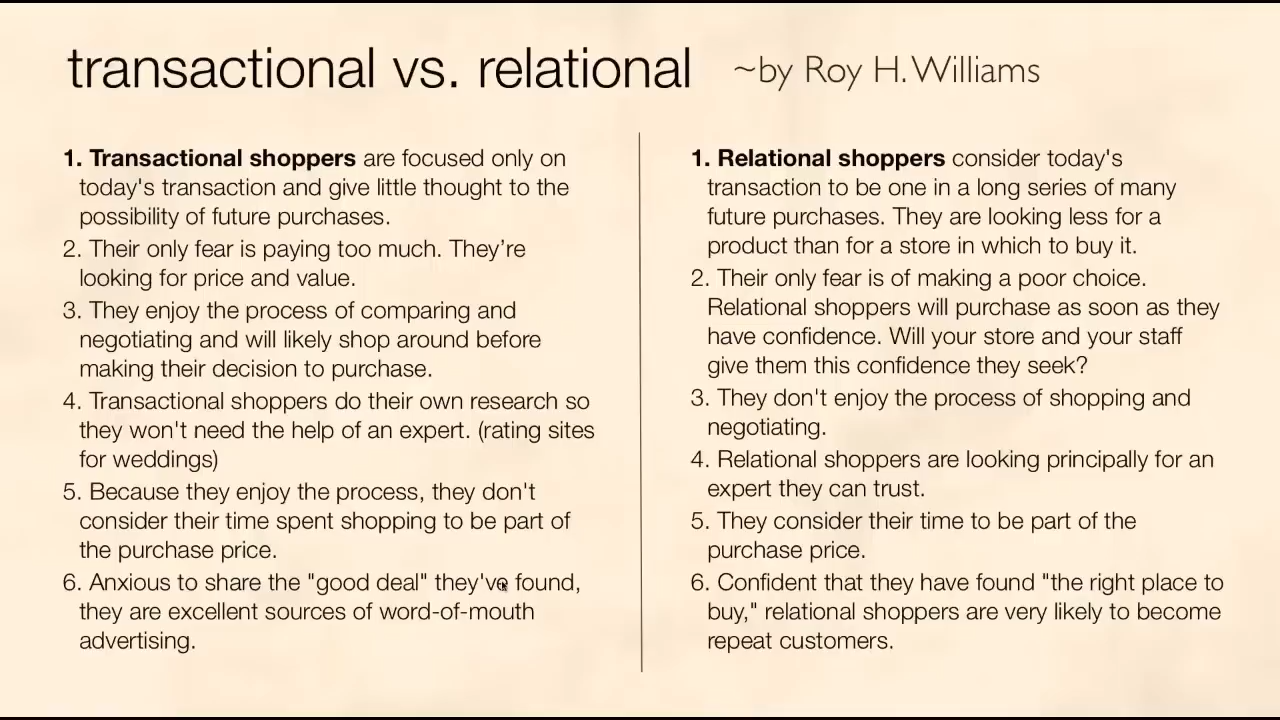 transactional vs. relational ~by Roy H. Williams
1. Transactional shoppers are focused only on
today's transaction and give little thought to the
possibility of future purchases.
2. Their only fear is paying too much. They’re
looking for price and value.
3. They enjoy the process of comparing and
negotiating and will likely shop around before
making their decision to purchase.
4. Transactional shoppers do their own research so
they won't need the help of an expert. (rating sites
for weddings)
5. Because they enjoy the process, they don't
consider their time spent shopping to be part of
the purchase price.
6. Anxious to share the "good deal" they've found,
they are excellent sources of word-of-mouth
advertising.
1. Relational shoppers consider today's
transaction to be one in a long series of many
future purchases. They are looking less for a
product than for a store in which to buy it.
2. Their only fear is of making a poor choice.
Relational shoppers will purchase as soon as they
have confidence. Will your store and your staff
give them this confidence they seek?
3. They don't enjoy the process of shopping and
negotiating.
4. Relational shoppers are looking principally for an
expert they can trust.
5. They consider their time to be part of the
purchase price.
6. Confident that they have found "the right place to
buy," relational shoppers are very likely to become
repeat customers.